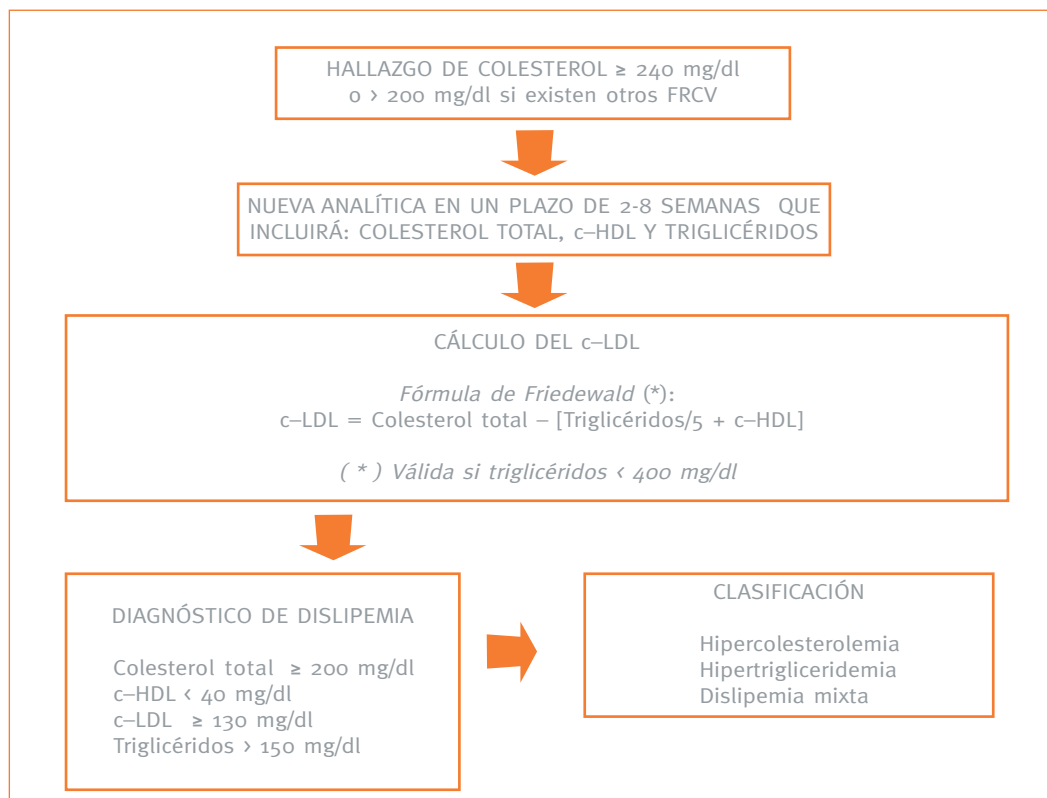 HALLAZGO DE COLESTEROL ≥ 240 mg/dl
o > 200 mg/dl si existen otros FRCV
NUEVA ANALÍTICA EN UN PLAZO DE 2-8 SEMANAS QUE
INCLUIRÁ: COLESTEROL TOTAL, c–HDL Y TRIGLICÉRIDOS
CÁLCULO DEL c–LDL
Fórmula de Friedewald (*):
c–LDL = Colesterol total – [Triglicéridos/5 + c–HDL]
( * ) Válida si triglicéridos < 400 mg/dl
DIAGNÓSTICO DE DISLIPEMIA
Colesterol total ≥ 200 mg/dl
c–HDL < 40 mg/dl
c–LDL ≥ 130 mg/dl
Triglicéridos > 150 mg/dl
CLASIFICACIÓN
Hipercolesterolemia
Hipertrigliceridemia
Dislipemia mixta